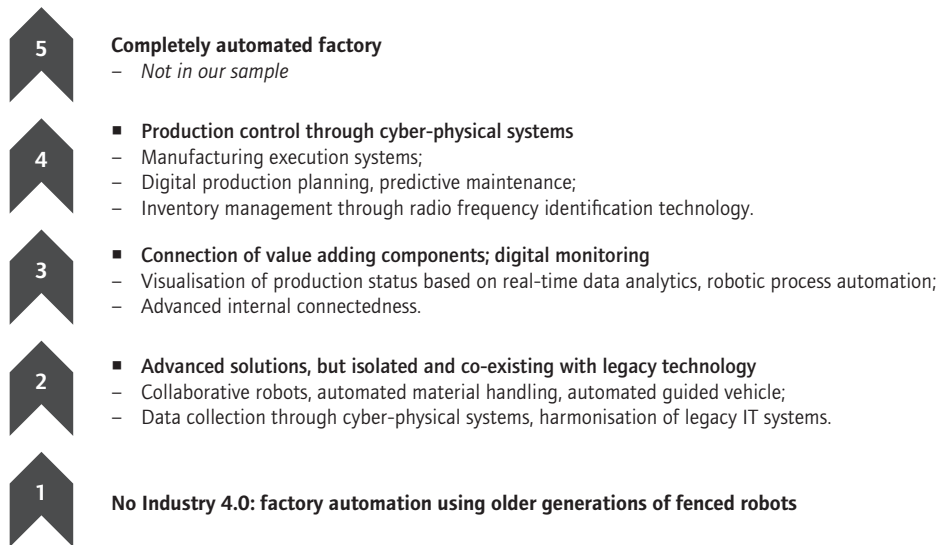 5
Completely automated factory
– Not in our sample
4
■ Production control through cyber-physical systems
– Manufacturing execution systems;
– Digital production planning, predictive maintenance;
– Inventory management through radio frequency identification technology.
3
■ Connection of value adding components; digital monitoring
– Visualisation of production status based on real-time data analytics, robotic process automation;
– Advanced internal connectedness.
2
■ Advanced solutions, but isolated and co-existing with legacy technology
– Collaborative robots, automated material handling, automated guided vehicle;
– Data collection through cyber-physical systems, harmonisation of legacy IT systems.
1
No Industry 4.0: factory automation using older generations of fenced robots